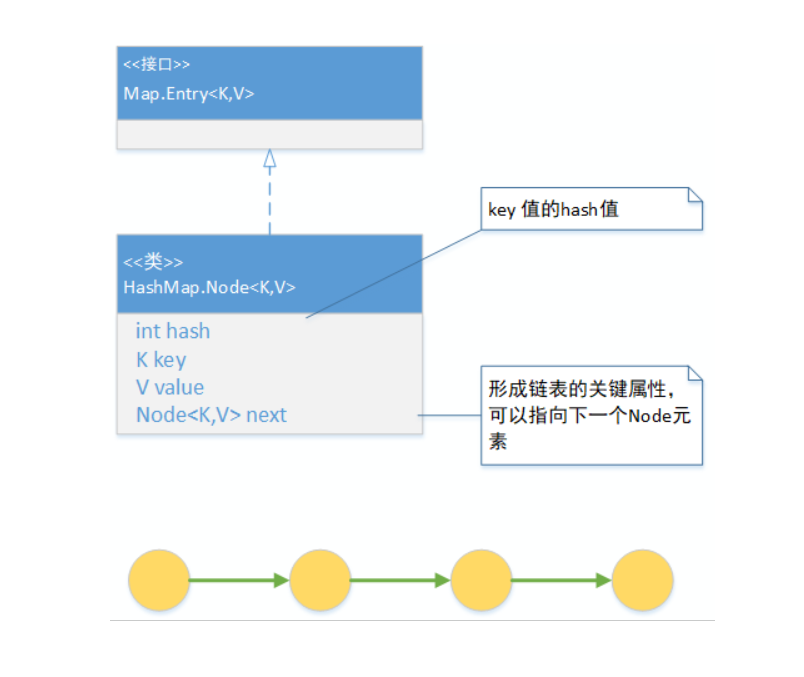 <<接口>>
Map.Entry<K,V>
key 值的hash值
<<类>>
HashMap.Node<K,V>
int hash
K key
V value
Node<K,V> next
形成链表的关键属性，
可以指向下一个Node元
素